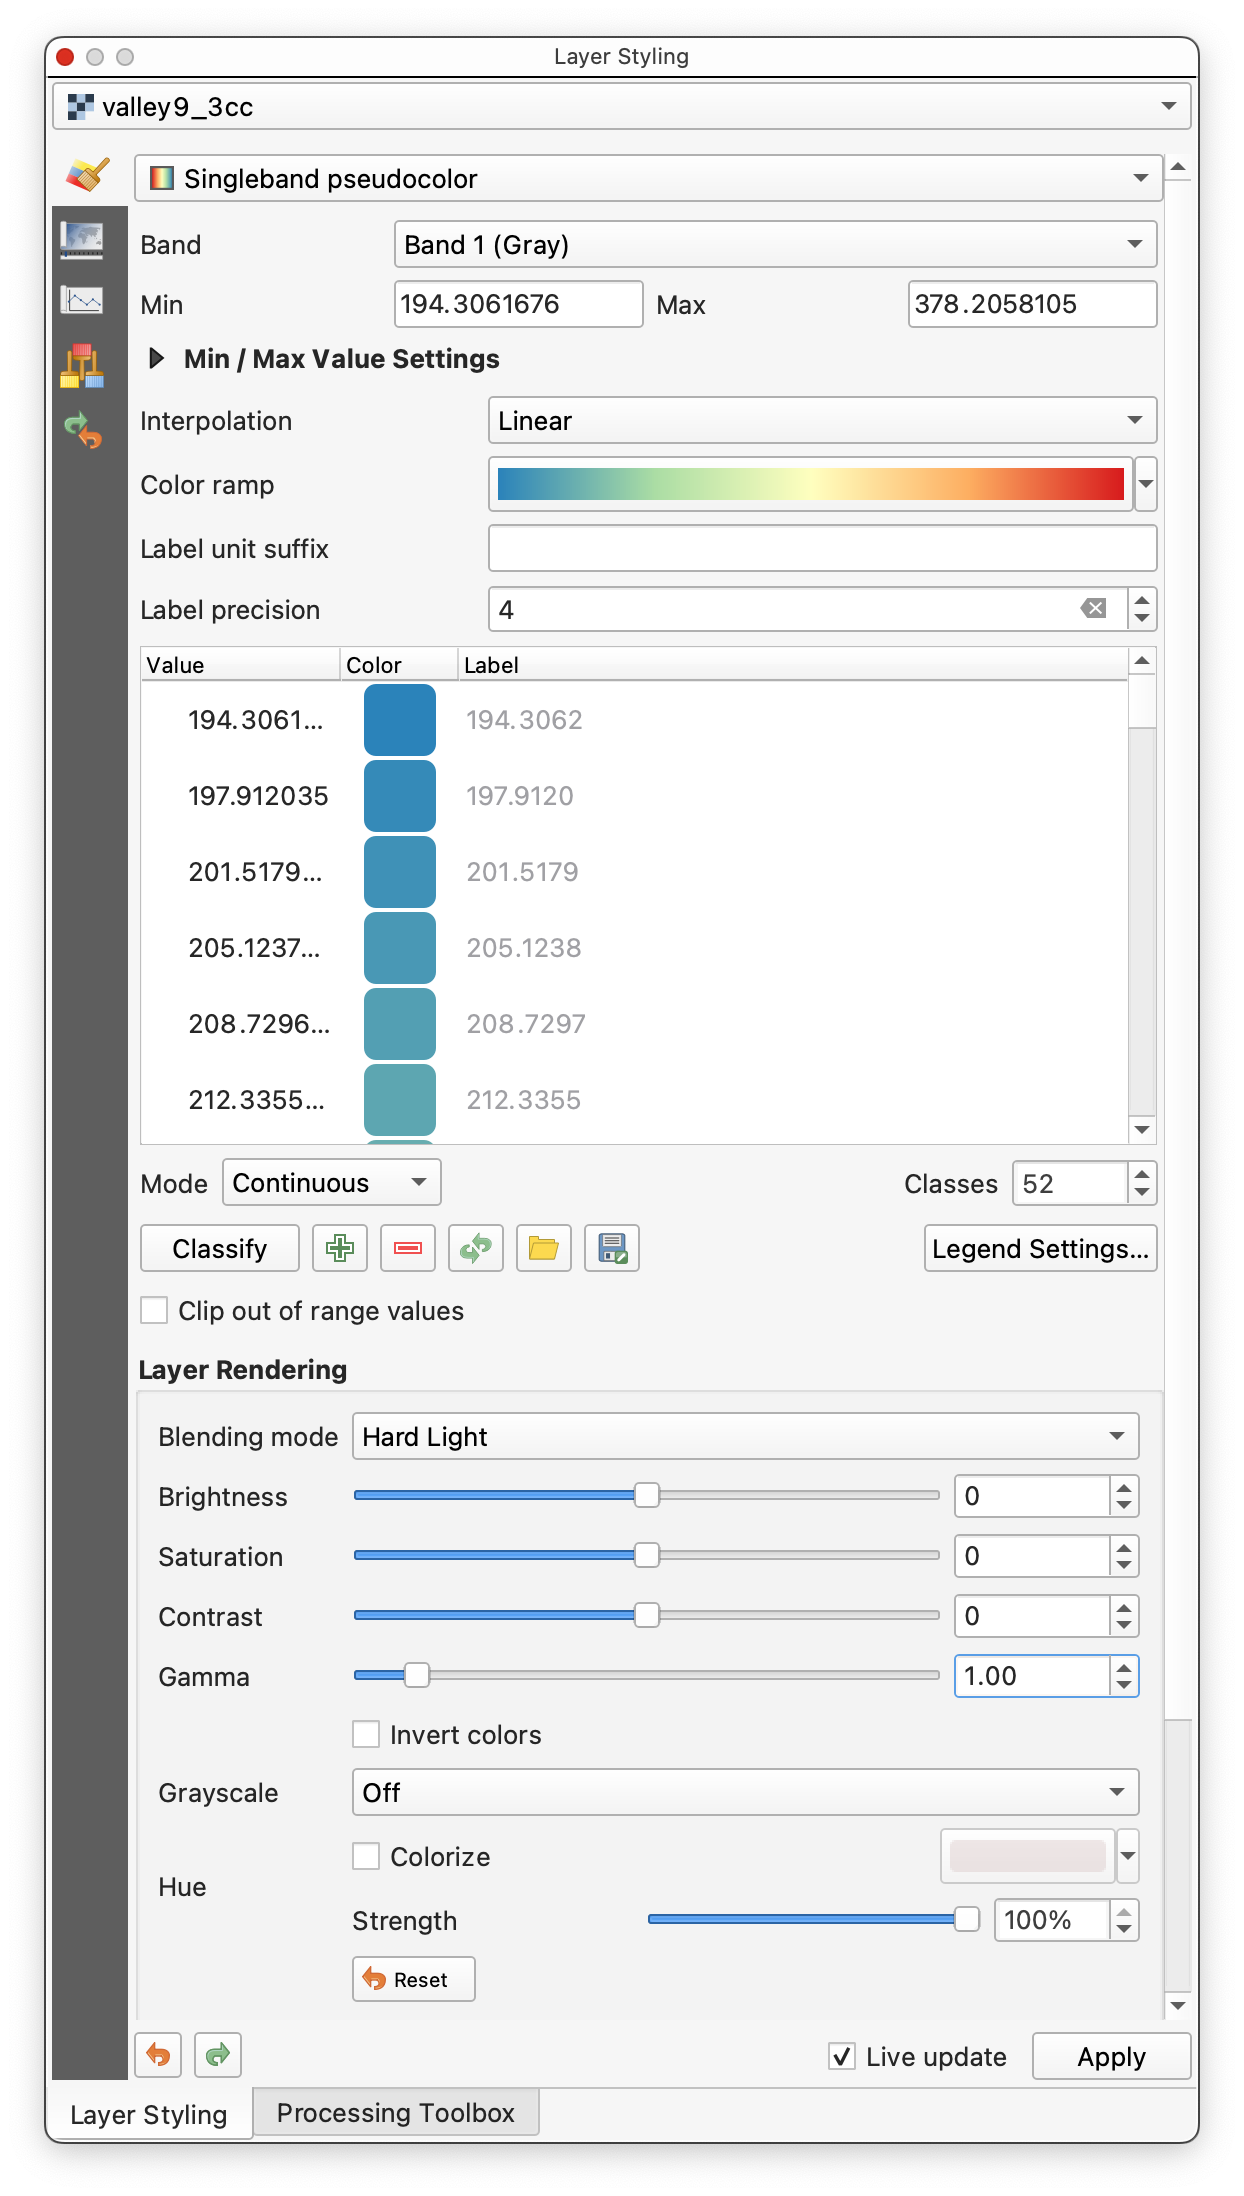 Layer Styling
valley9_3cc
Singleband pseudocolor
Band Band 1 (Gray)
Min 194.3061676 Max 378.2058105
Min / Max Value Settings
Interpolation Linear
Color ramp
Label unit suffix
Label precision 4
Value Color Label
194.3061... 194.3062
197.912035 197.9120
201.5179... 201.5179
205.1237... 205.1238
208.7296... 208.7297
212.3355... 212.3355
Mode Continuous Classes 52
Classify Legend Settings...
Clip out of range values
Layer Rendering
Blending mode Hard Light
Brightness 0
Saturation 0
Contrast 0
Gamma 1.00
Invert colors
Grayscale Off
Colorize
Hue
Strength 100%
Reset
Live update Apply
Layer Styling Processing Toolbox